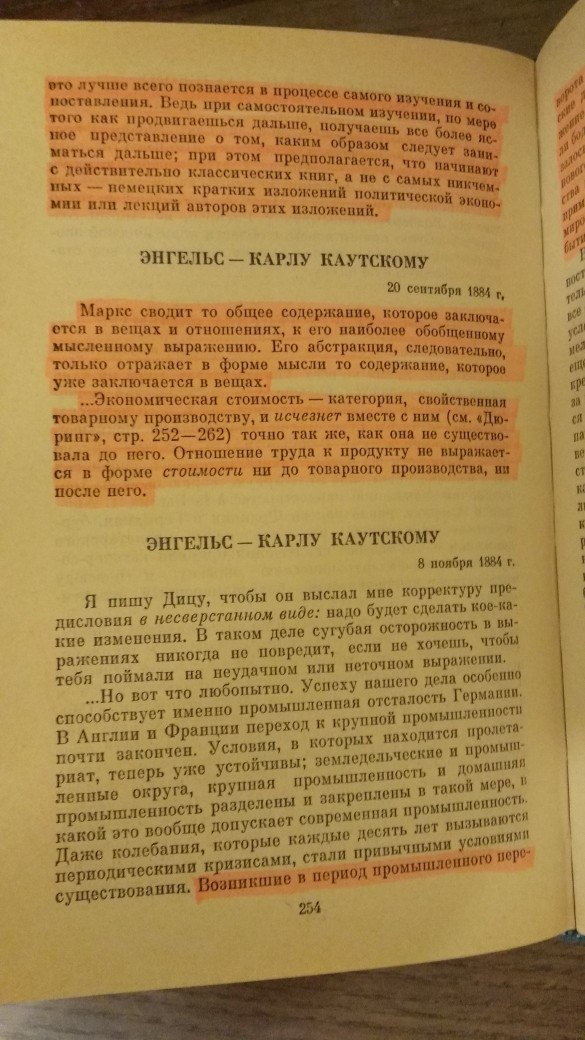 это лучше всего познается в процессе самого изучения и со-
поставления. Ведь при самостоятельном изучении, по мере
того как продвигаешься дальше, получаешь все более яс-
ное представление о том, каким образом следует зани-
маться дальше; при этом предполагается, что начинают
с действительно классических книг, а не с самых никчем-
ных — немецких кратких изложений политической эконо-
мии или лекций авторов этих изложений.
ЭНГЕЛЬС — КАРЛУ КАУТСКОМУ
20 сентября 1884 г.
Маркс сводит то общее содержание, которое заключа-
ется в вещах и отношениях, к его наиболее обобщенному
мысленному выражению. Его абстракция, следовательно,
только отражает в форме мысли то содержание, которое
уже заключается в вещах.
...Экономическая стоимость — категория, свойственная
товарному производству, и исчезнет вместе с ним (см. «Дю-
ринг», стр. 252—262) точно так же, как она не существо-
вала до него. Отношение труда к продукту не выражает-
ся в форме стоимости ни до товарного производства, ни
после него.
ЭНГЕЛЬС — КАРЛУ КАУТСКОМУ
8 ноября 1884 г.
Я пишу Дицу, чтобы он выслал мне корректуру пре-
дисловия в несверстанном виде: надо будет сделать кое-ка-
кие изменения. В таком деле сугубая осторожность в вы-
ражениях никогда не повредит, если не хочешь, чтобы
тебя поймали на неудачном или неточном выражении.
...Но вот что любопытно. Успеху нашего дела особенно
способствует именно промышленная отсталость Германии.
В Англии и Франции переход к крупной промышленности
почти закончен. Условия, в которых находится пролета-
риат, теперь уже устойчивы; земледельческие и промыш-
ленные округа, крупная промышленность и домашняя
промышленность разделены и закреплены в такой мере, в
какой это вообще допускает современная промышленность.
Даже колебания, которые каждые десять лет вызываются
периодическими кризисами, стали привычными условиями
существования. Возникшие в период промышленного пере-
254